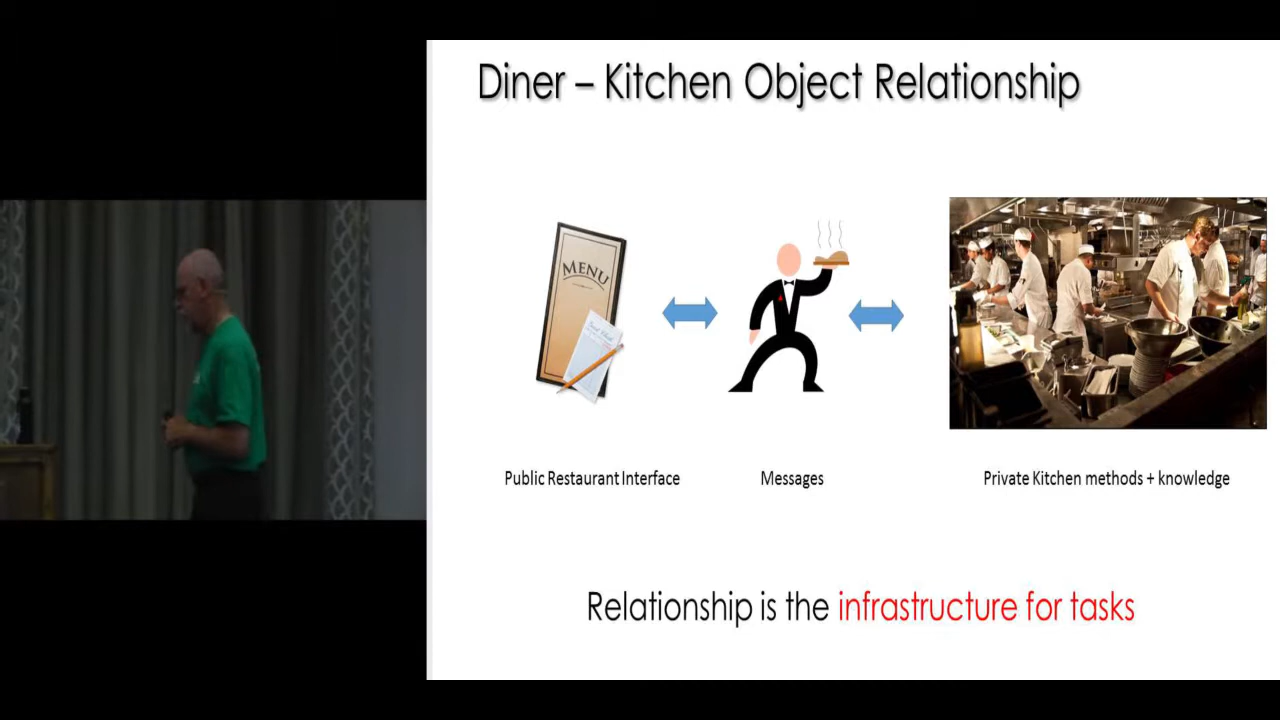 Diner – Kitchen Object Relationship
MENU
Public Restaurant Interface
Messages
Private Kitchen methods + knowledge
Relationship is the infrastructure for tasks